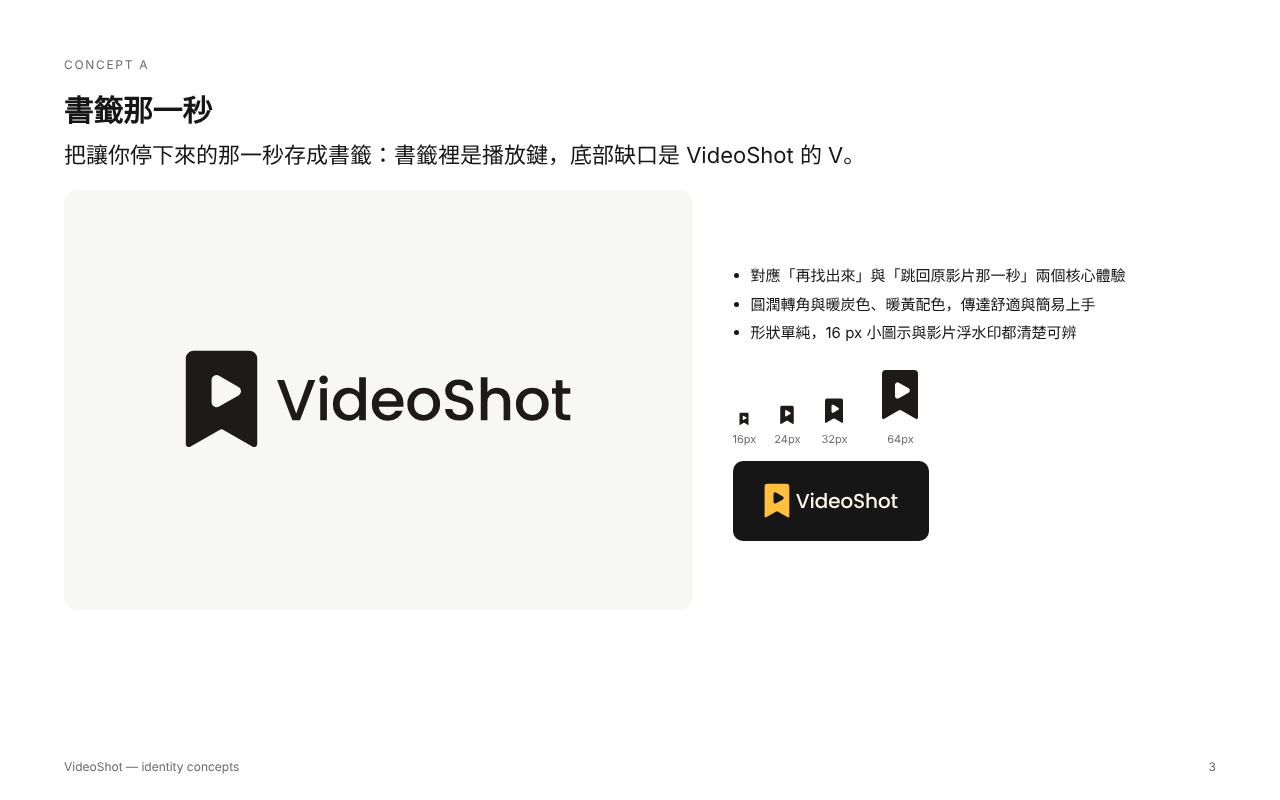 CONCEPT A
書籤那一秒
把讓你停下來的那一秒存成書籤：書籤裡是播放鍵，底部缺口是 VideoShot 的 V。
VideoShot
• 對應「再找出來」與「跳回原影片那一秒」兩個核心體驗
• 圓潤轉角與暖炭色、暖黃配色，傳達舒適與簡易上手
• 形狀單純，16 px 小圖示與影片浮水印都清楚可辨
16px 24px 32px 64px
VideoShot
VideoShot — identity concepts
3